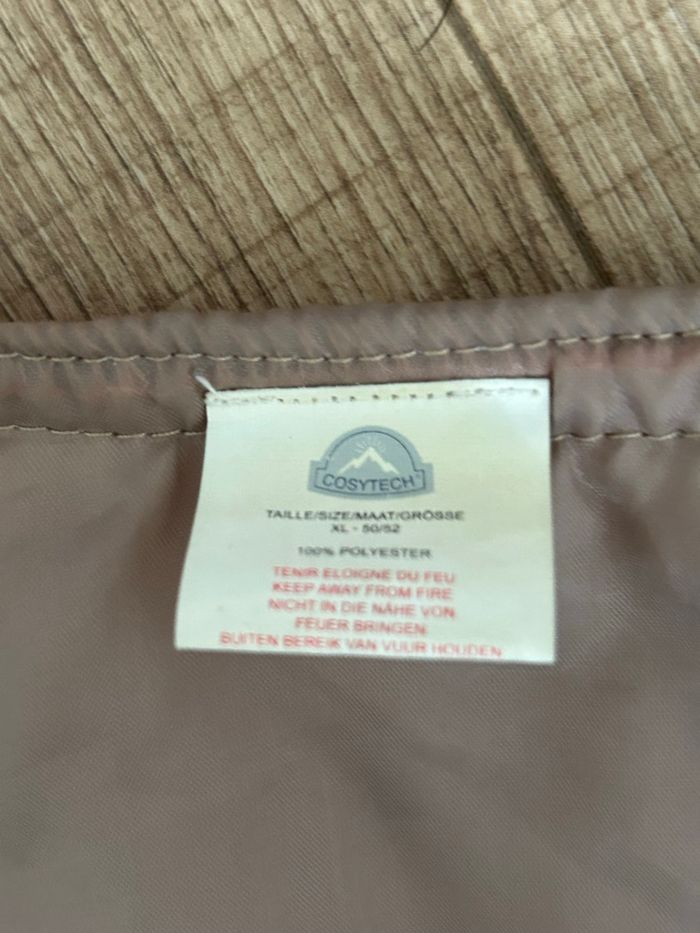 COSYTECH
TAILLE/SIZE/MAAT/GRÖSSE
XL - 50/52
100% POLYESTER
TENIR ELOIGNE DU FEU
KEEP AWAY FROM FIRE
NICHT IN DIE NÄHE VON
FEUER BRINGEN
BUITEN BEREIK VAN VUUR HOUDEN